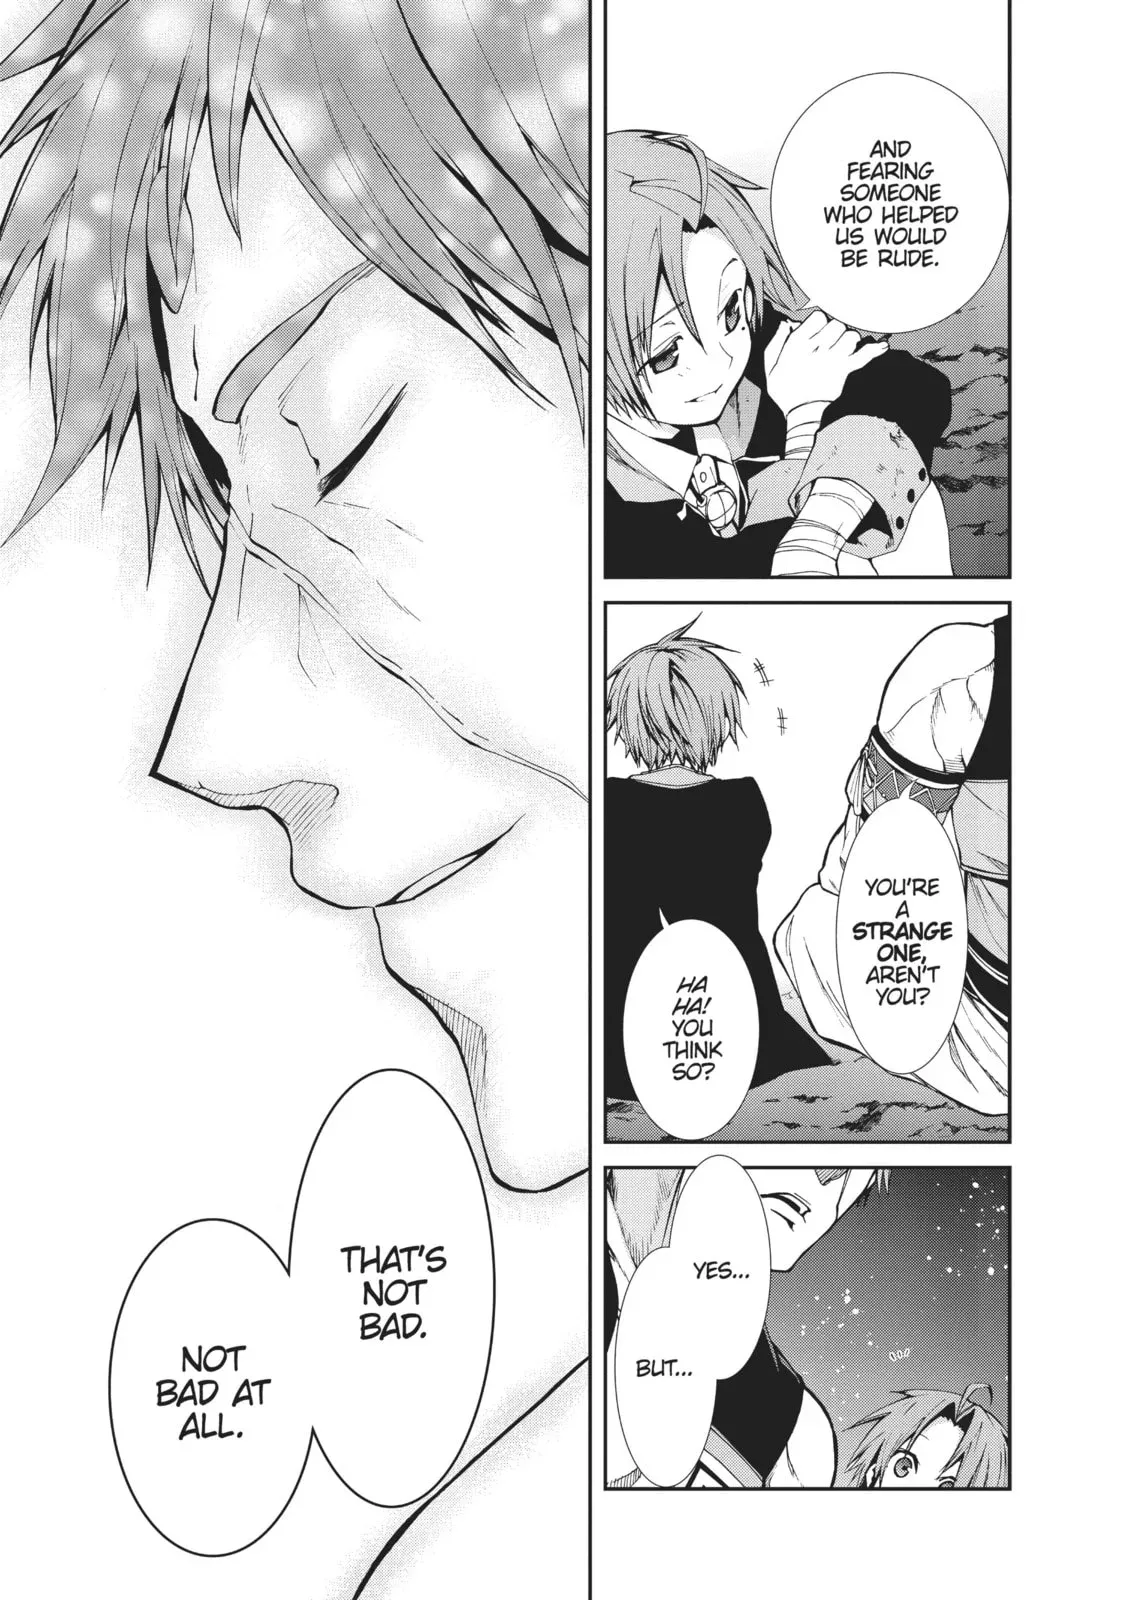 AND
FEARING
SOMEONE
WHO HELPED
US WOULD
BE RUDE.
YOU'RE
A
STRANGE
ONE,
AREN'T
YOU?
HA
HA!
YOU
THINK
SO?
YES...
BUT...
THAT'S
NOT
BAD.
NOT
BAD AT
ALL.